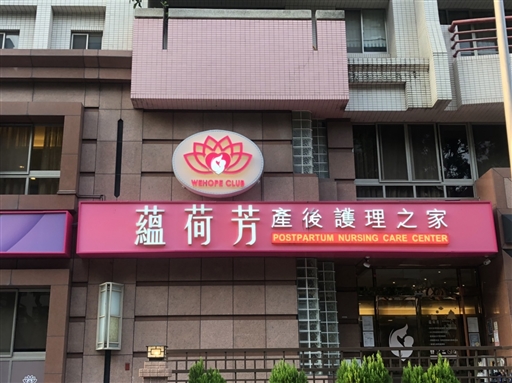 WEHOPE CLUB
蘊荷芳 產後護理之家
POSTPARTUM NURSING CARE CENTER